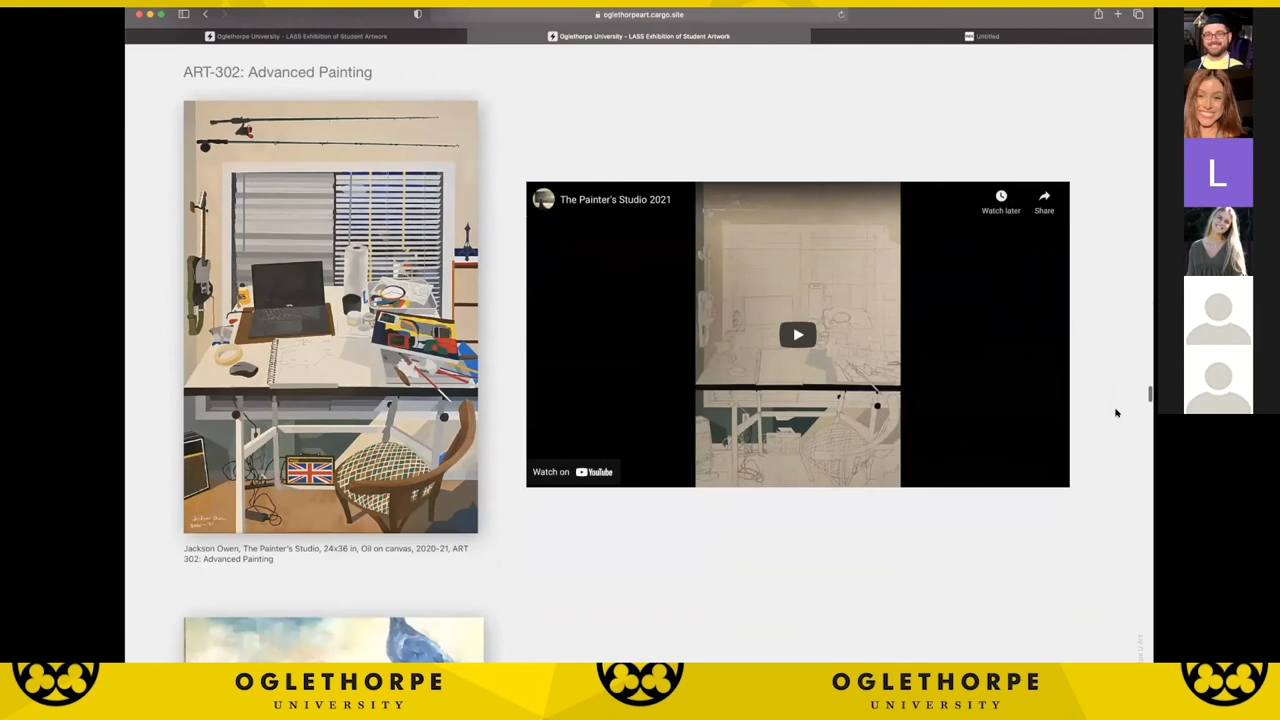 oglethorpeart.cargo.site
Oglethorpe University - LASS Exhibition of Student Artwork
Oglethorpe University - LASS Exhibition of Student Artwork
Untitled
ART-302: Advanced Painting
The Painter's Studio 2021
Watch later
Share
L
Watch on YouTube
Jackson Owen, The Painter's Studio, 24x36 in, Oil on canvas, 2020-21, ART
302: Advanced Painting
OGLETHORPE
UNIVERSITY
OGLETHORPE
UNIVERSITY